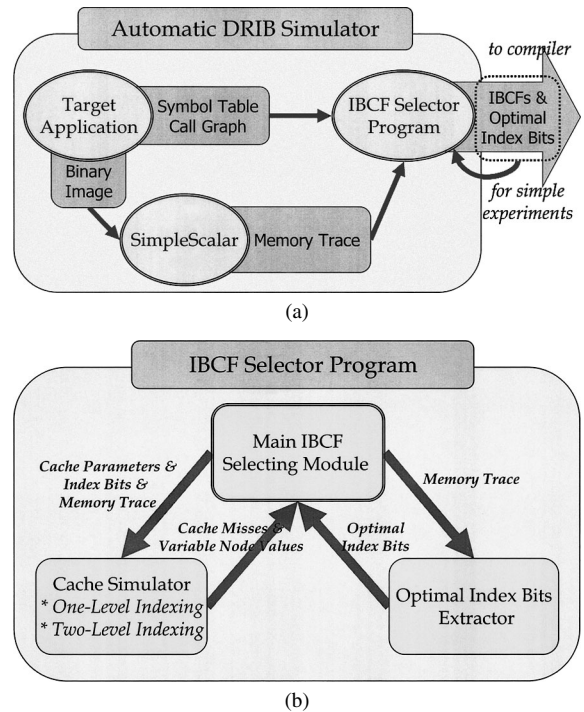 Automatic DRIB Simulator
to compiler
Target
Application
Symbol Table
Call Graph
IBCF Selector
Program
IBCFs &
Optimal
Index Bits
Binary
Image
for simple
experiments
SimpleScalar
Memory Trace
(a)
IBCF Selector Program
Main IBCF
Selecting Module
Cache Parameters &
Index Bits &
Memory Trace
Memory Trace
Cache Misses &
Variable Node Values
Optimal
Index Bits
Cache Simulator
* One-Level Indexing
* Two-Level Indexing
Optimal Index Bits
Extractor
(b)